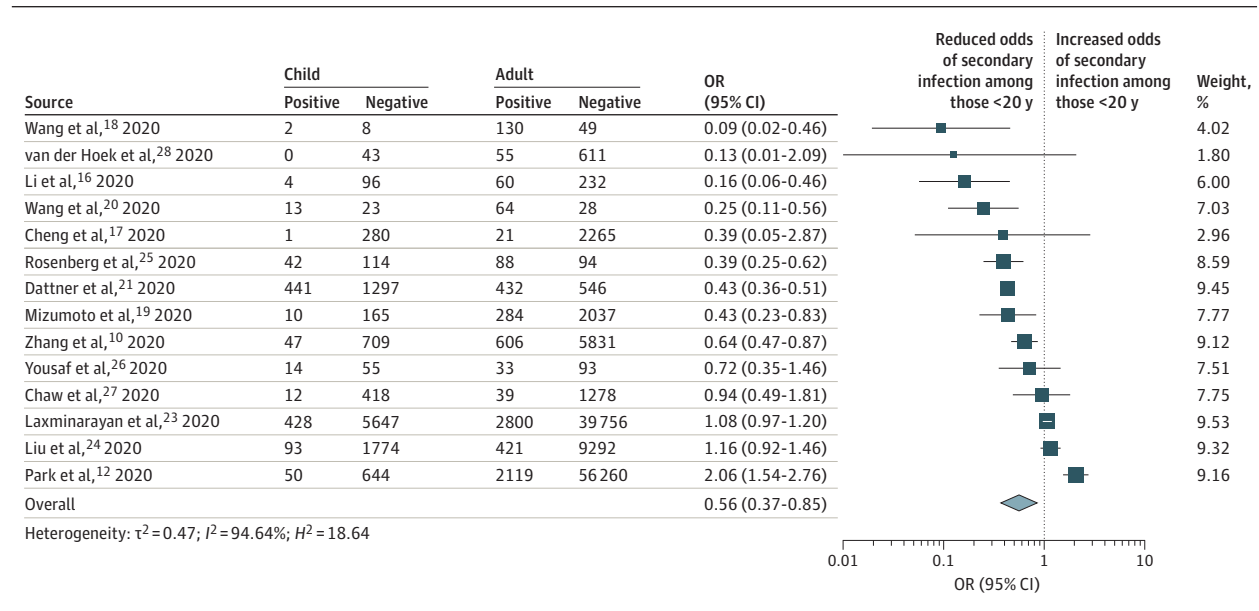 Reduced odds of secondary infection among those <20 y
Increased odds of secondary infection among those <20 y
Child Adult OR (95% CI) Weight, %
Source Positive Negative Positive Negative
Wang et al,18 2020 2 8 130 49 0.09 (0.02-0.46) 4.02
van der Hoek et al,28 2020 0 43 55 611 0.13 (0.01-2.09) 1.80
Li et al,16 2020 4 96 60 232 0.16 (0.06-0.46) 6.00
Wang et al,20 2020 13 23 64 28 0.25 (0.11-0.56) 7.03
Cheng et al,17 2020 1 280 21 2265 0.39 (0.05-2.87) 2.96
Rosenberg et al,25 2020 42 114 88 94 0.39 (0.25-0.62) 8.59
Dattner et al,21 2020 441 1297 432 546 0.43 (0.36-0.51) 9.45
Mizumoto et al,19 2020 10 165 284 2037 0.43 (0.23-0.83) 7.77
Zhang et al,10 2020 47 709 606 5831 0.64 (0.47-0.87) 9.12
Yousaf et al,26 2020 14 55 33 93 0.72 (0.35-1.46) 7.51
Chaw et al,27 2020 12 418 39 1278 0.94 (0.49-1.81) 7.75
Laxminarayan et al,23 2020 428 5647 2800 39 756 1.08 (0.97-1.20) 9.53
Liu et al,24 2020 93 1774 421 9292 1.16 (0.92-1.46) 9.32
Park et al,12 2020 50 644 2119 56 260 2.06 (1.54-2.76) 9.16
Overall 0.56 (0.37-0.85)
Heterogeneity: τ2 = 0.47; I2 = 94.64%; H2 = 18.64
0.01 0.1 1 10
OR (95% CI)